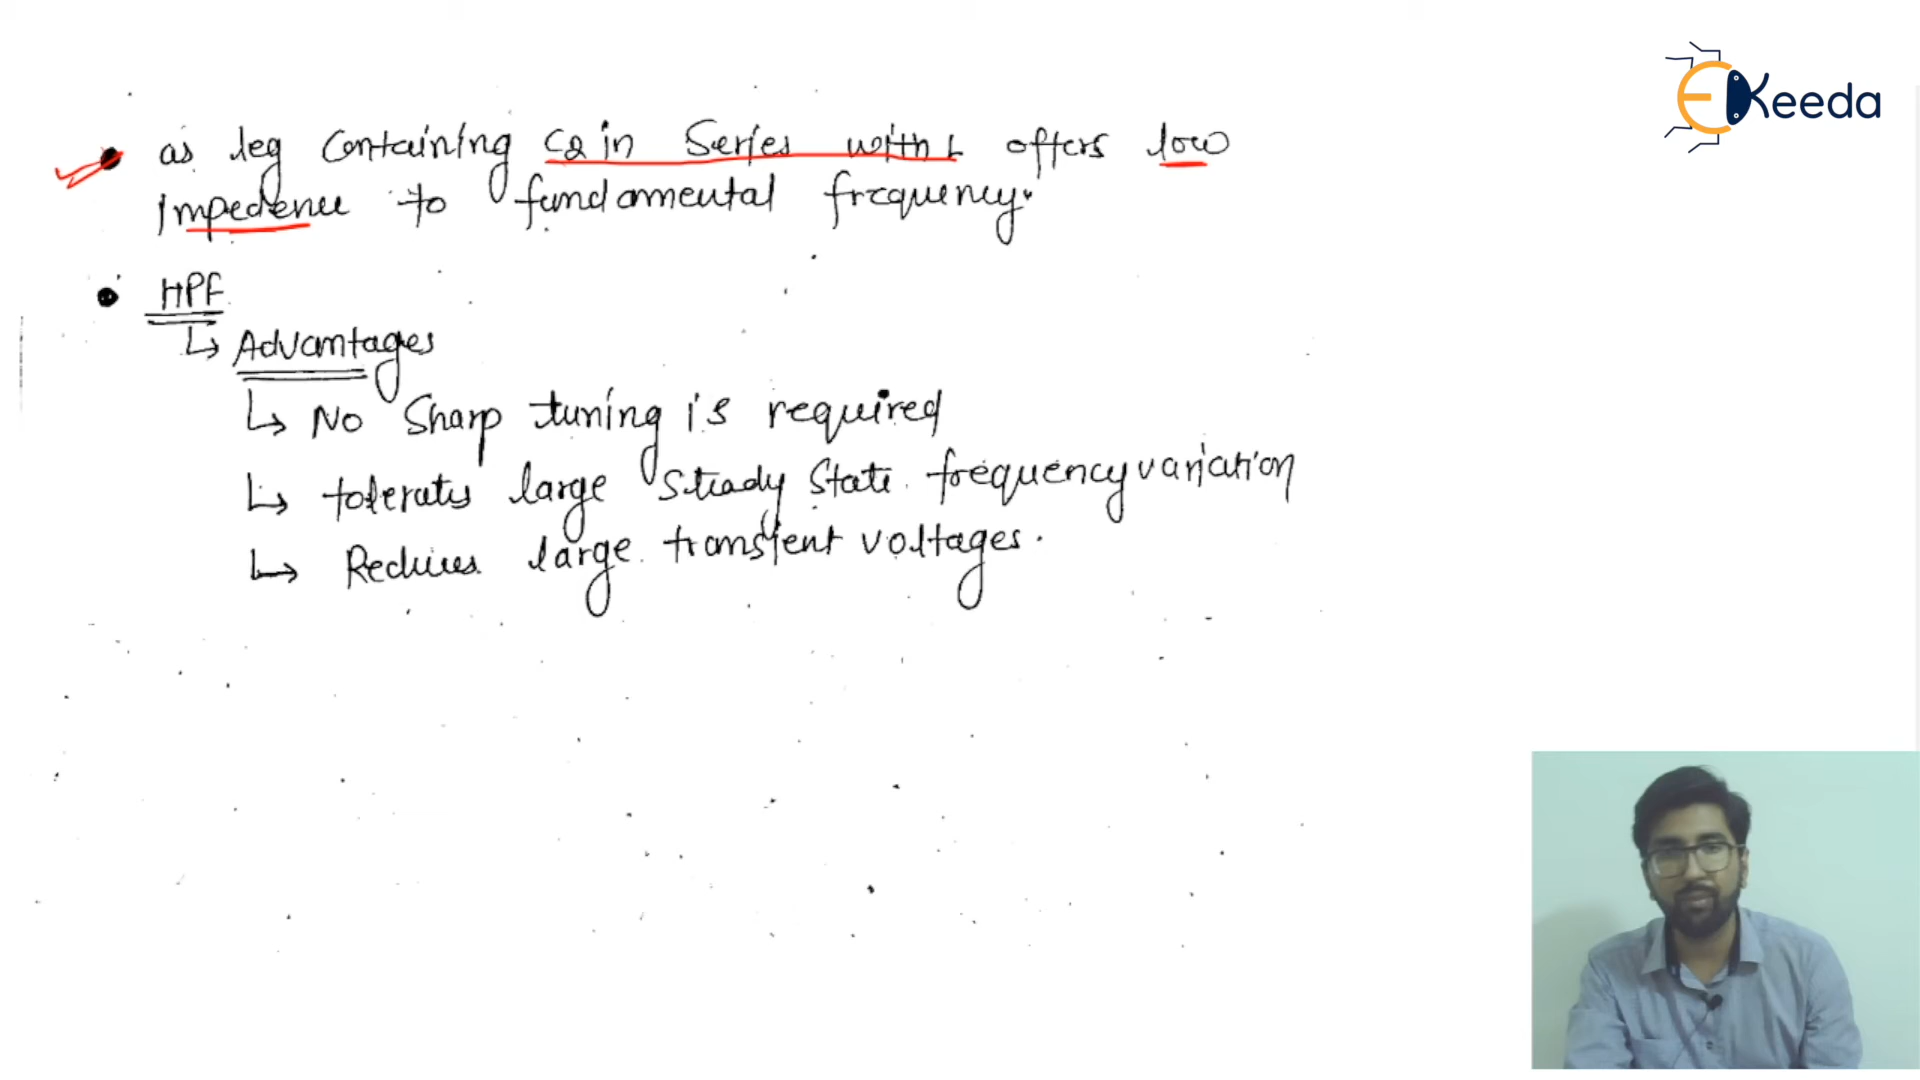 EKeeda
as leg Containing C2 in Series with L offers low
Impedence to fundamental frequency.
HPF
↳ Advantages
↳ No Sharp tuning is required
↳ tolerates large Steady State frequency variation
↳ Reduces large transient voltages.